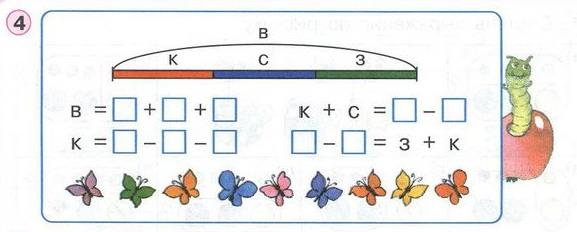 4
В
К С З
В = □ + □ + □ К + С = □ − □
К = □ − □ − □ □ − □ = З + К